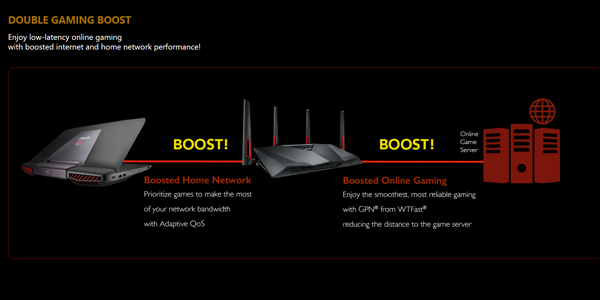 DOUBLE GAMING BOOST
Enjoy low-latency online gaming
with boosted internet and home network performance!
BOOST!
BOOST!
Online
Game
Server
Boosted Home Network
Prioritize games to make the most
of your network bandwidth
with Adaptive QoS
Boosted Online Gaming
Enjoy the smoothest, most reliable gaming
with GPN® from WTFast®
reducing the distance to the game server